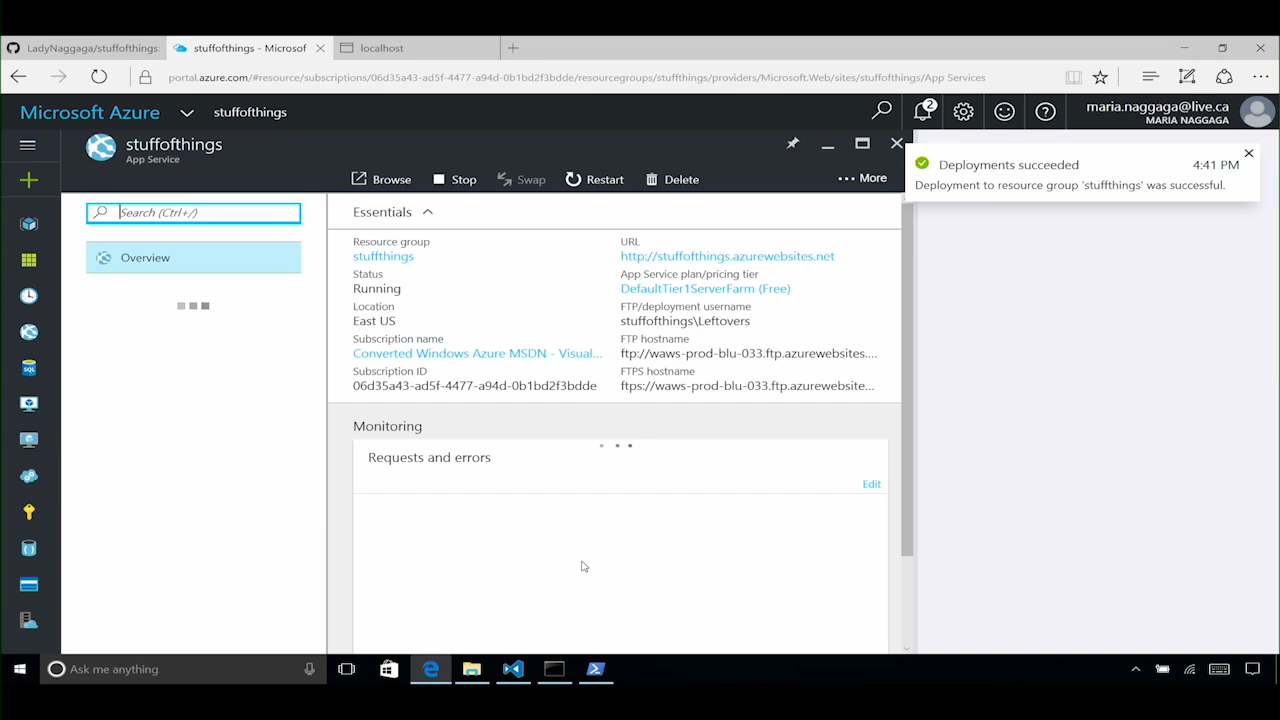 LadyNaggaga/stuffofthings:
stuffofthings - Microsof
localhost
portal.azure.com/#resource/subscriptions/06d35a43-ad5f-4477-a94d-0b1bd2f3bdde/resourcegroups/stuffthings/providers/Microsoft.Web/sites/stuffofthings/App Services
Microsoft Azure
stuffofthings
2
maria.naggaga@live.ca
MARIA NAGGAGA
stuffofthings
App Service
Browse
Stop
Swap
Restart
Delete
More
Deployments succeeded
4:41 PM
Deployment to resource group 'stuffthings' was successful.
Search (Ctrl+/)
Overview
Essentials
Resource group
stuffthings
Status
Running
Location
East US
Subscription name
Converted Windows Azure MSDN - Visual...
Subscription ID
06d35a43-ad5f-4477-a94d-0b1bd2f3bdde
URL
http://stuffofthings.azurewebsites.net
App Service plan/pricing tier
DefaultTier1ServerFarm (Free)
FTP/deployment username
stuffofthings\Leftovers
FTP hostname
ftp://waws-prod-blu-033.ftp.azurewebsites....
FTPS hostname
ftps://waws-prod-blu-033.ftp.azurewebsite...
Monitoring
Requests and errors
Edit
SQL
Ask me anything